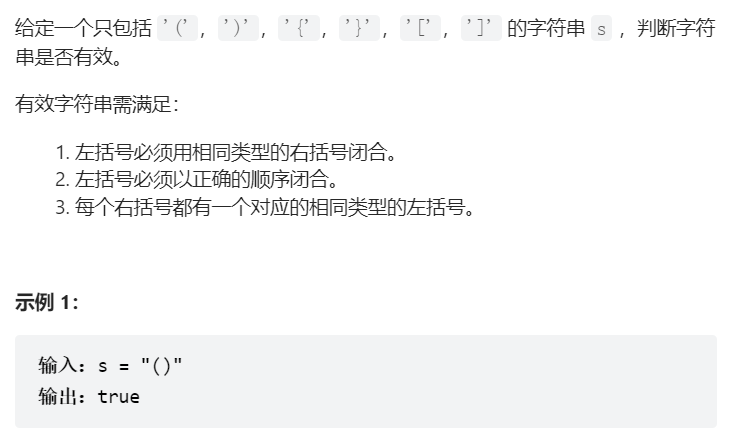 给定一个只包括 '('，')'，'{'，'}'，'['，']' 的字符串 s ，判断字符
串是否有效。
有效字符串需满足：
1. 左括号必须用相同类型的右括号闭合。
2. 左括号必须以正确的顺序闭合。
3. 每个右括号都有一个对应的相同类型的左括号。
示例 1：
输入：s = "()"
输出：true